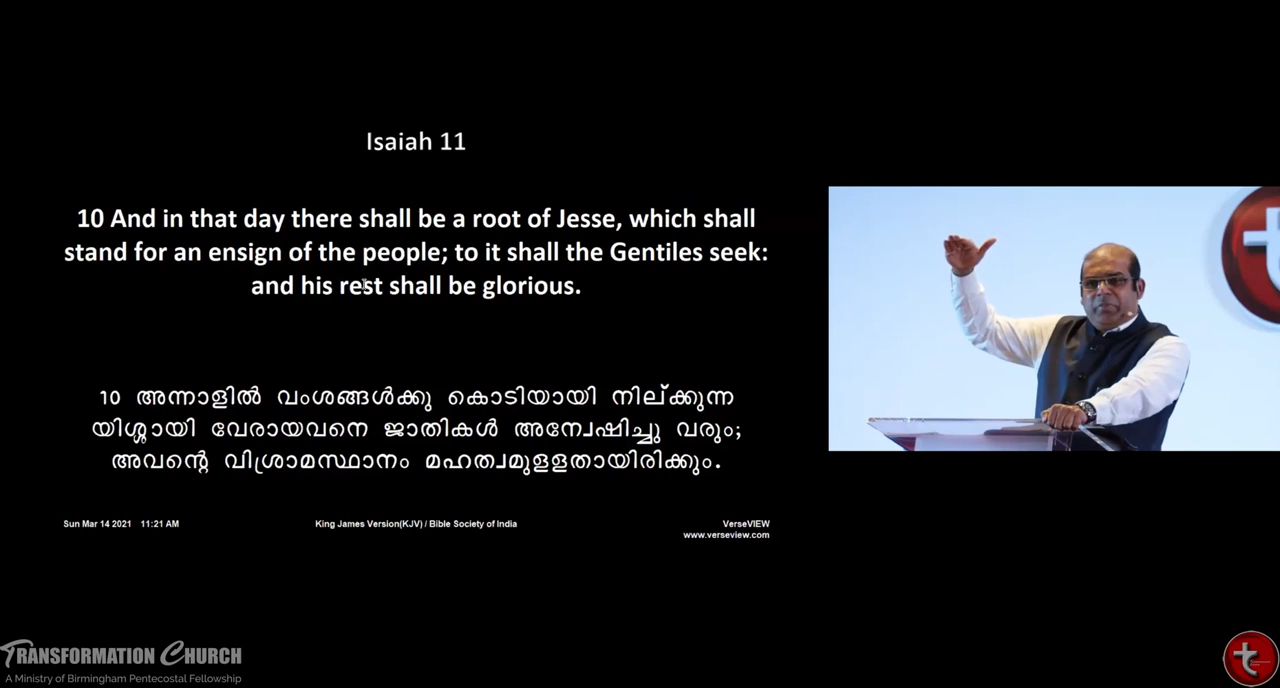 Isaiah 11
10 And in that day there shall be a root of Jesse, which shall
stand for an ensign of the people; to it shall the Gentiles seek:
and his rest shall be glorious.
10 അന്നാളിൽ വംശങ്ങൾക്കു കൊടിയായി നില്ക്കുന്ന
യിശ്ശായി വേരായവനെ ജാതികൾ അന്വേഷിച്ചു വരും;
അവന്റെ വിശ്രാമസ്ഥാനം മഹത്വമുള്ളതായിരിക്കും.
Sun Mar 14 2021 11:21 AM
King James Version(KJV) / Bible Society of India
VerseVIEW
www.verseview.com
TRANSFORMATION CHURCH
A Ministry of Birmingham Pentecostal Fellowship